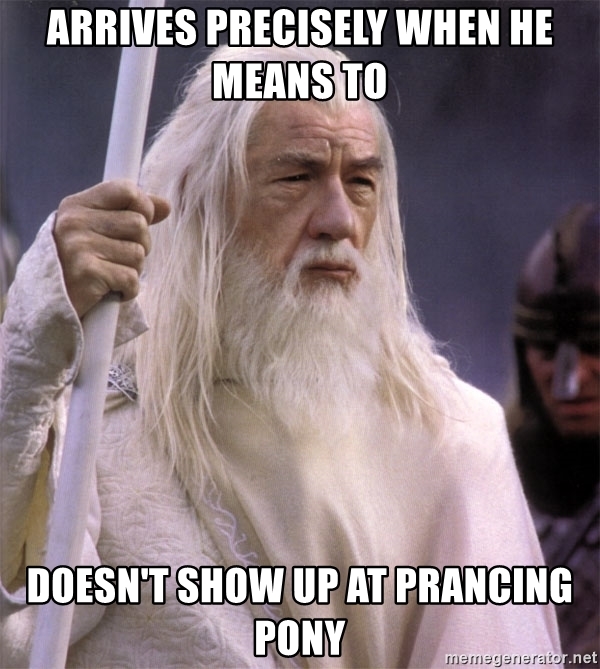 ARRIVES PRECISELY WHEN HE
MEANS TO
DOESN'T SHOW UP AT PRANCING
PONY
memegenerator.net